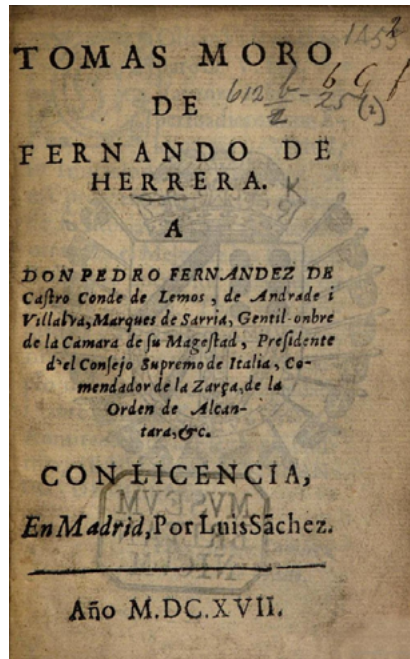 TOMAS MORO
DE
FERNANDO DE
HERRERA.
A
DON PEDRO FERNANDEZ DE
Caſtro Conde de Lemos, de Andrade i
Villalva, Marques de Sarria, Gentil-onbre
de la Camara de ſu Mageſtad, Preſidente
d'el Conſejo Supremo de Italia, Co-
mendador de la Zarça, de la
Orden de Alcan-
tara, &c.
CON LICENCIA,
En Madrid, Por Luis Sãchez.
Año M.DC.XVII.